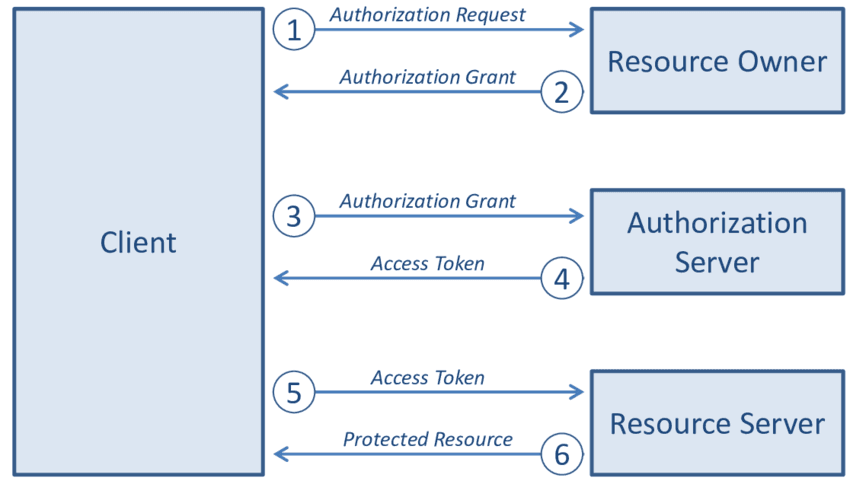 1 Authorization Request
Resource Owner
Authorization Grant 2
Client
3 Authorization Grant
Authorization
Server
Access Token 4
5 Access Token
Resource Server
Protected Resource 6